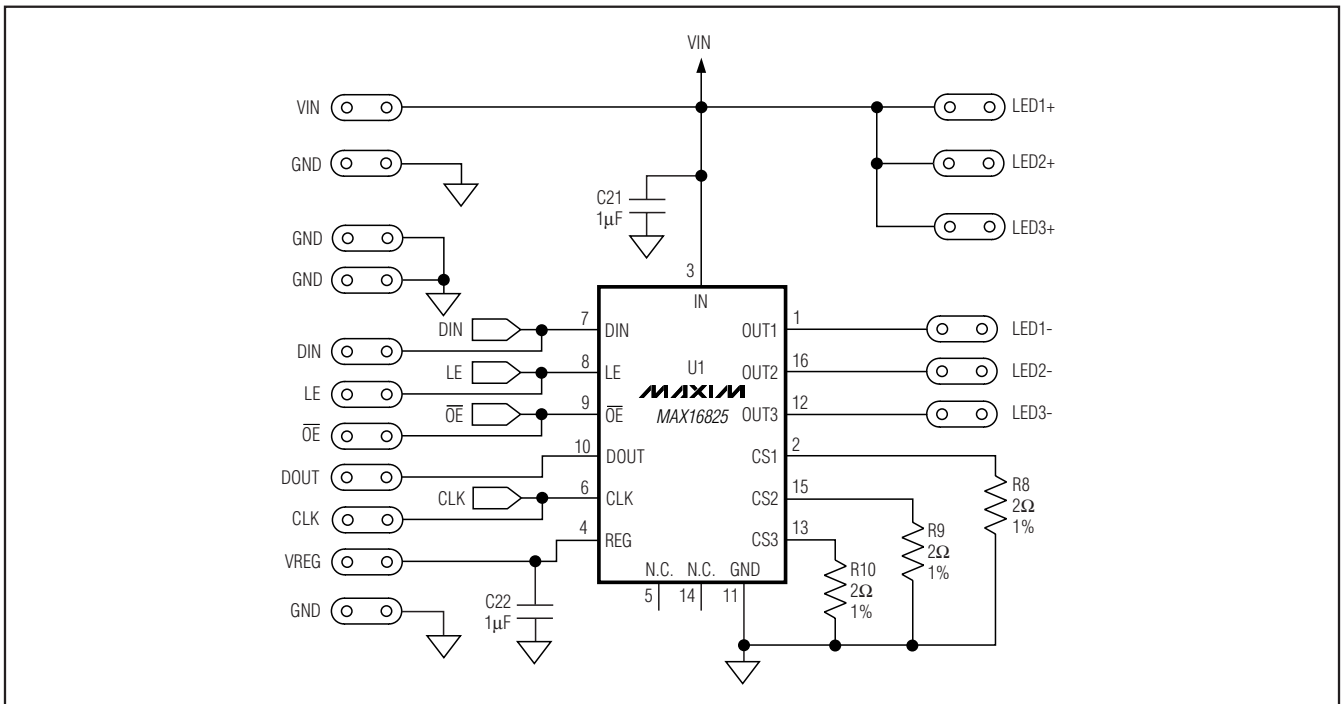 VIN
VIN
LED1+
GND
LED2+
C21
1µF
LED3+
GND
GND
3
IN
DIN
7
DIN
OUT1
1
LED1-
DIN
LE
8
LE
U1
OUT2
16
LED2-
LE
MAXIM
MAX16825
O̅E̅
9
O̅E̅
OUT3
12
LED3-
O̅E̅
10
DOUT
CS1
2
DOUT
CLK
6
CLK
CS2
15
R8
2Ω
1%
CLK
4
REG
CS3
13
R9
2Ω
1%
VREG
N.C.
N.C.
GND
R10
2Ω
1%
5
14
11
C22
1µF
GND